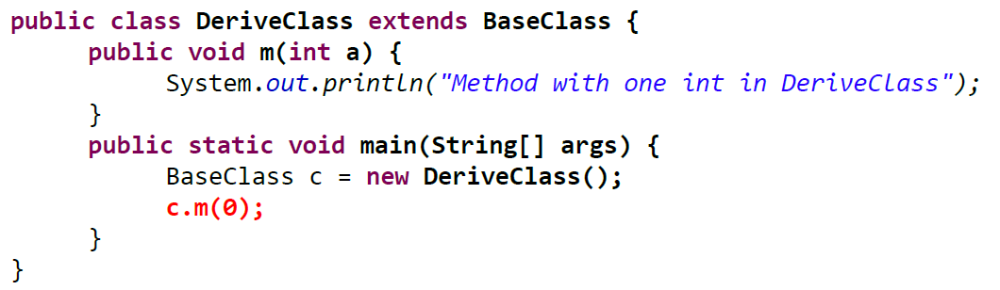 public class DeriveClass extends BaseClass {
public void m(int a) {
System.out.println("Method with one int in DeriveClass");
}
public static void main(String[] args) {
BaseClass c = new DeriveClass();
c.m(0);
}
}